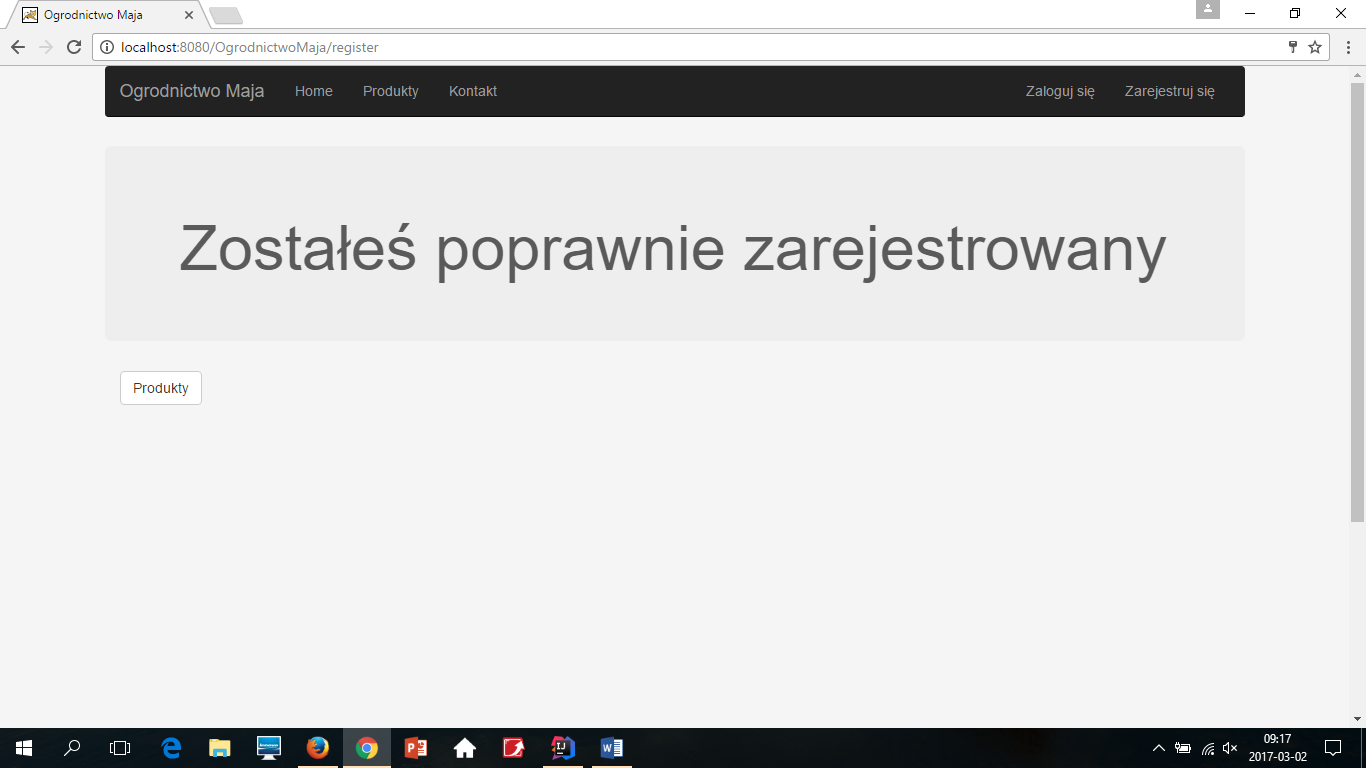 Ogrodnictwo Maja
localhost:8080/OgrodnictwoMaja/register
Ogrodnictwo Maja Home Produkty Kontakt Zaloguj się Zarejestruj się
Zostałeś poprawnie zarejestrowany
Produkty
09:17
2017-03-02